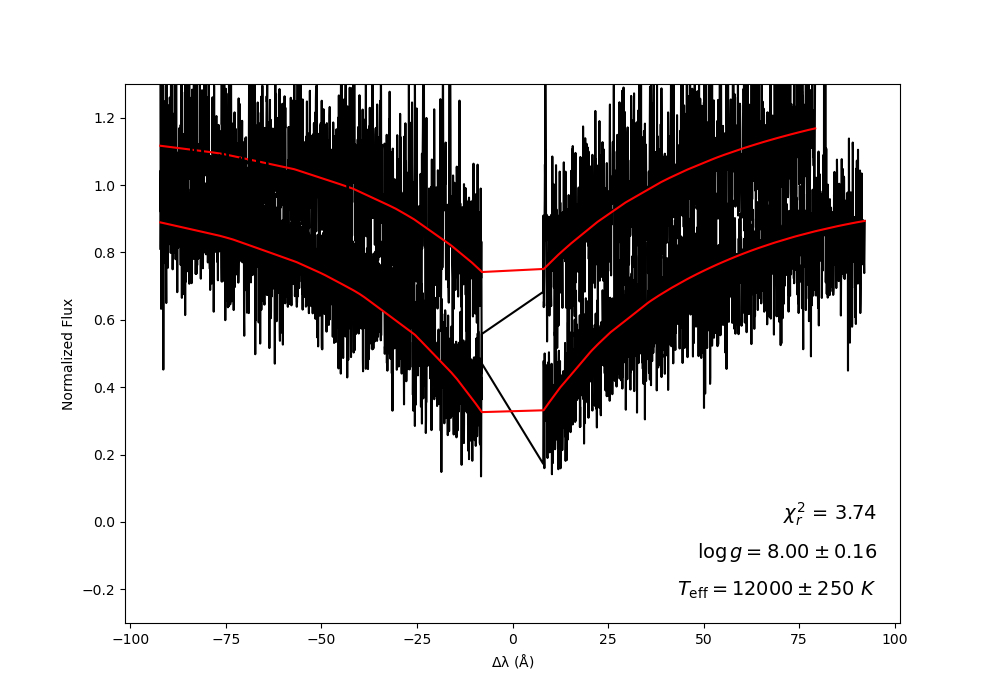 1.2
1.0
0.8
0.6
0.4
0.2
0.0
−0.2
Normalized Flux
χ²ᵣ = 3.74
log g = 8.00 ± 0.16
T_eff = 12000 ± 250 K
−100 −75 −50 −25 0 25 50 75 100
Δλ (Å)